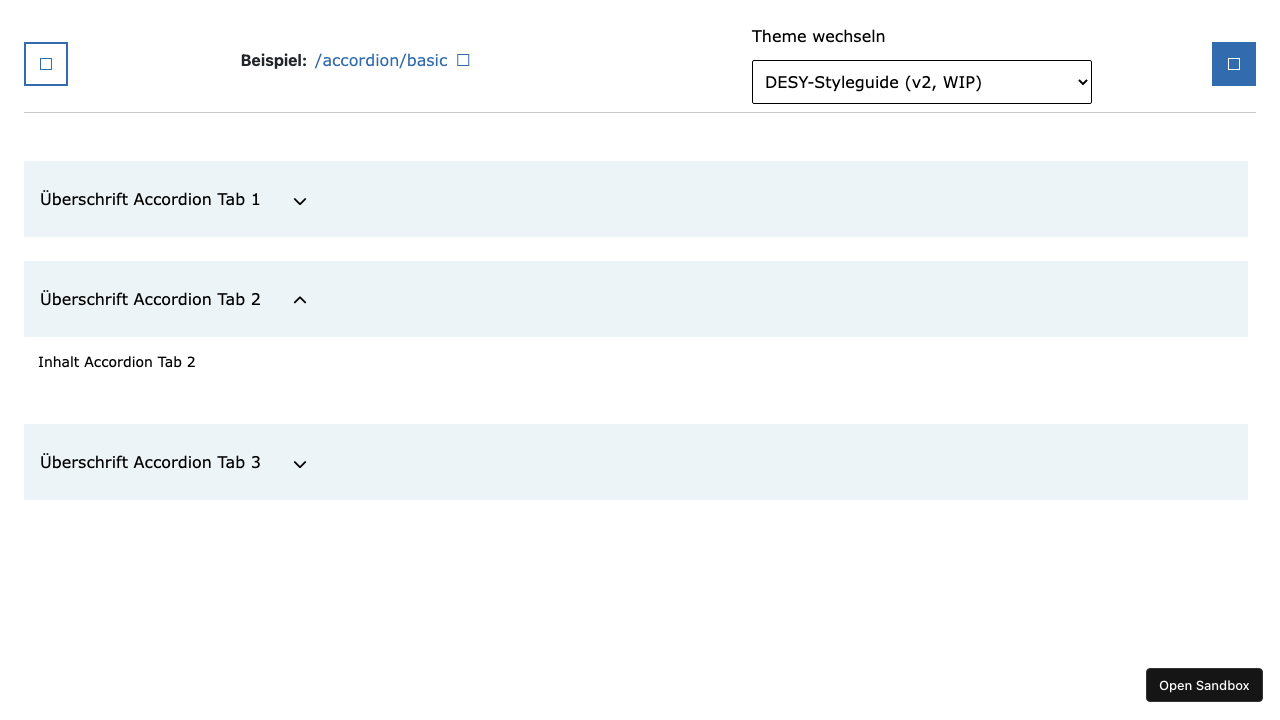 Beispiel: /accordion/basic
Theme wechseln
DESY-Styleguide (v2, WIP)
Überschrift Accordion Tab 1
Überschrift Accordion Tab 2
Inhalt Accordion Tab 2
Überschrift Accordion Tab 3
Open Sandbox